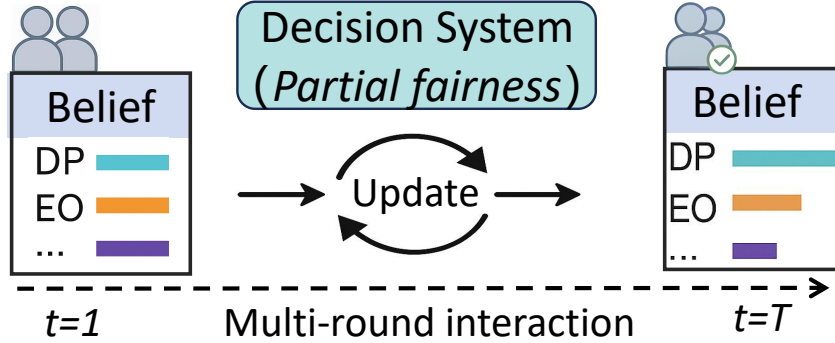 Decision System
(Partial fairness)
Belief
DP
EO
...
Update
Belief
DP
EO
...
t=1
Multi-round interaction
t=T